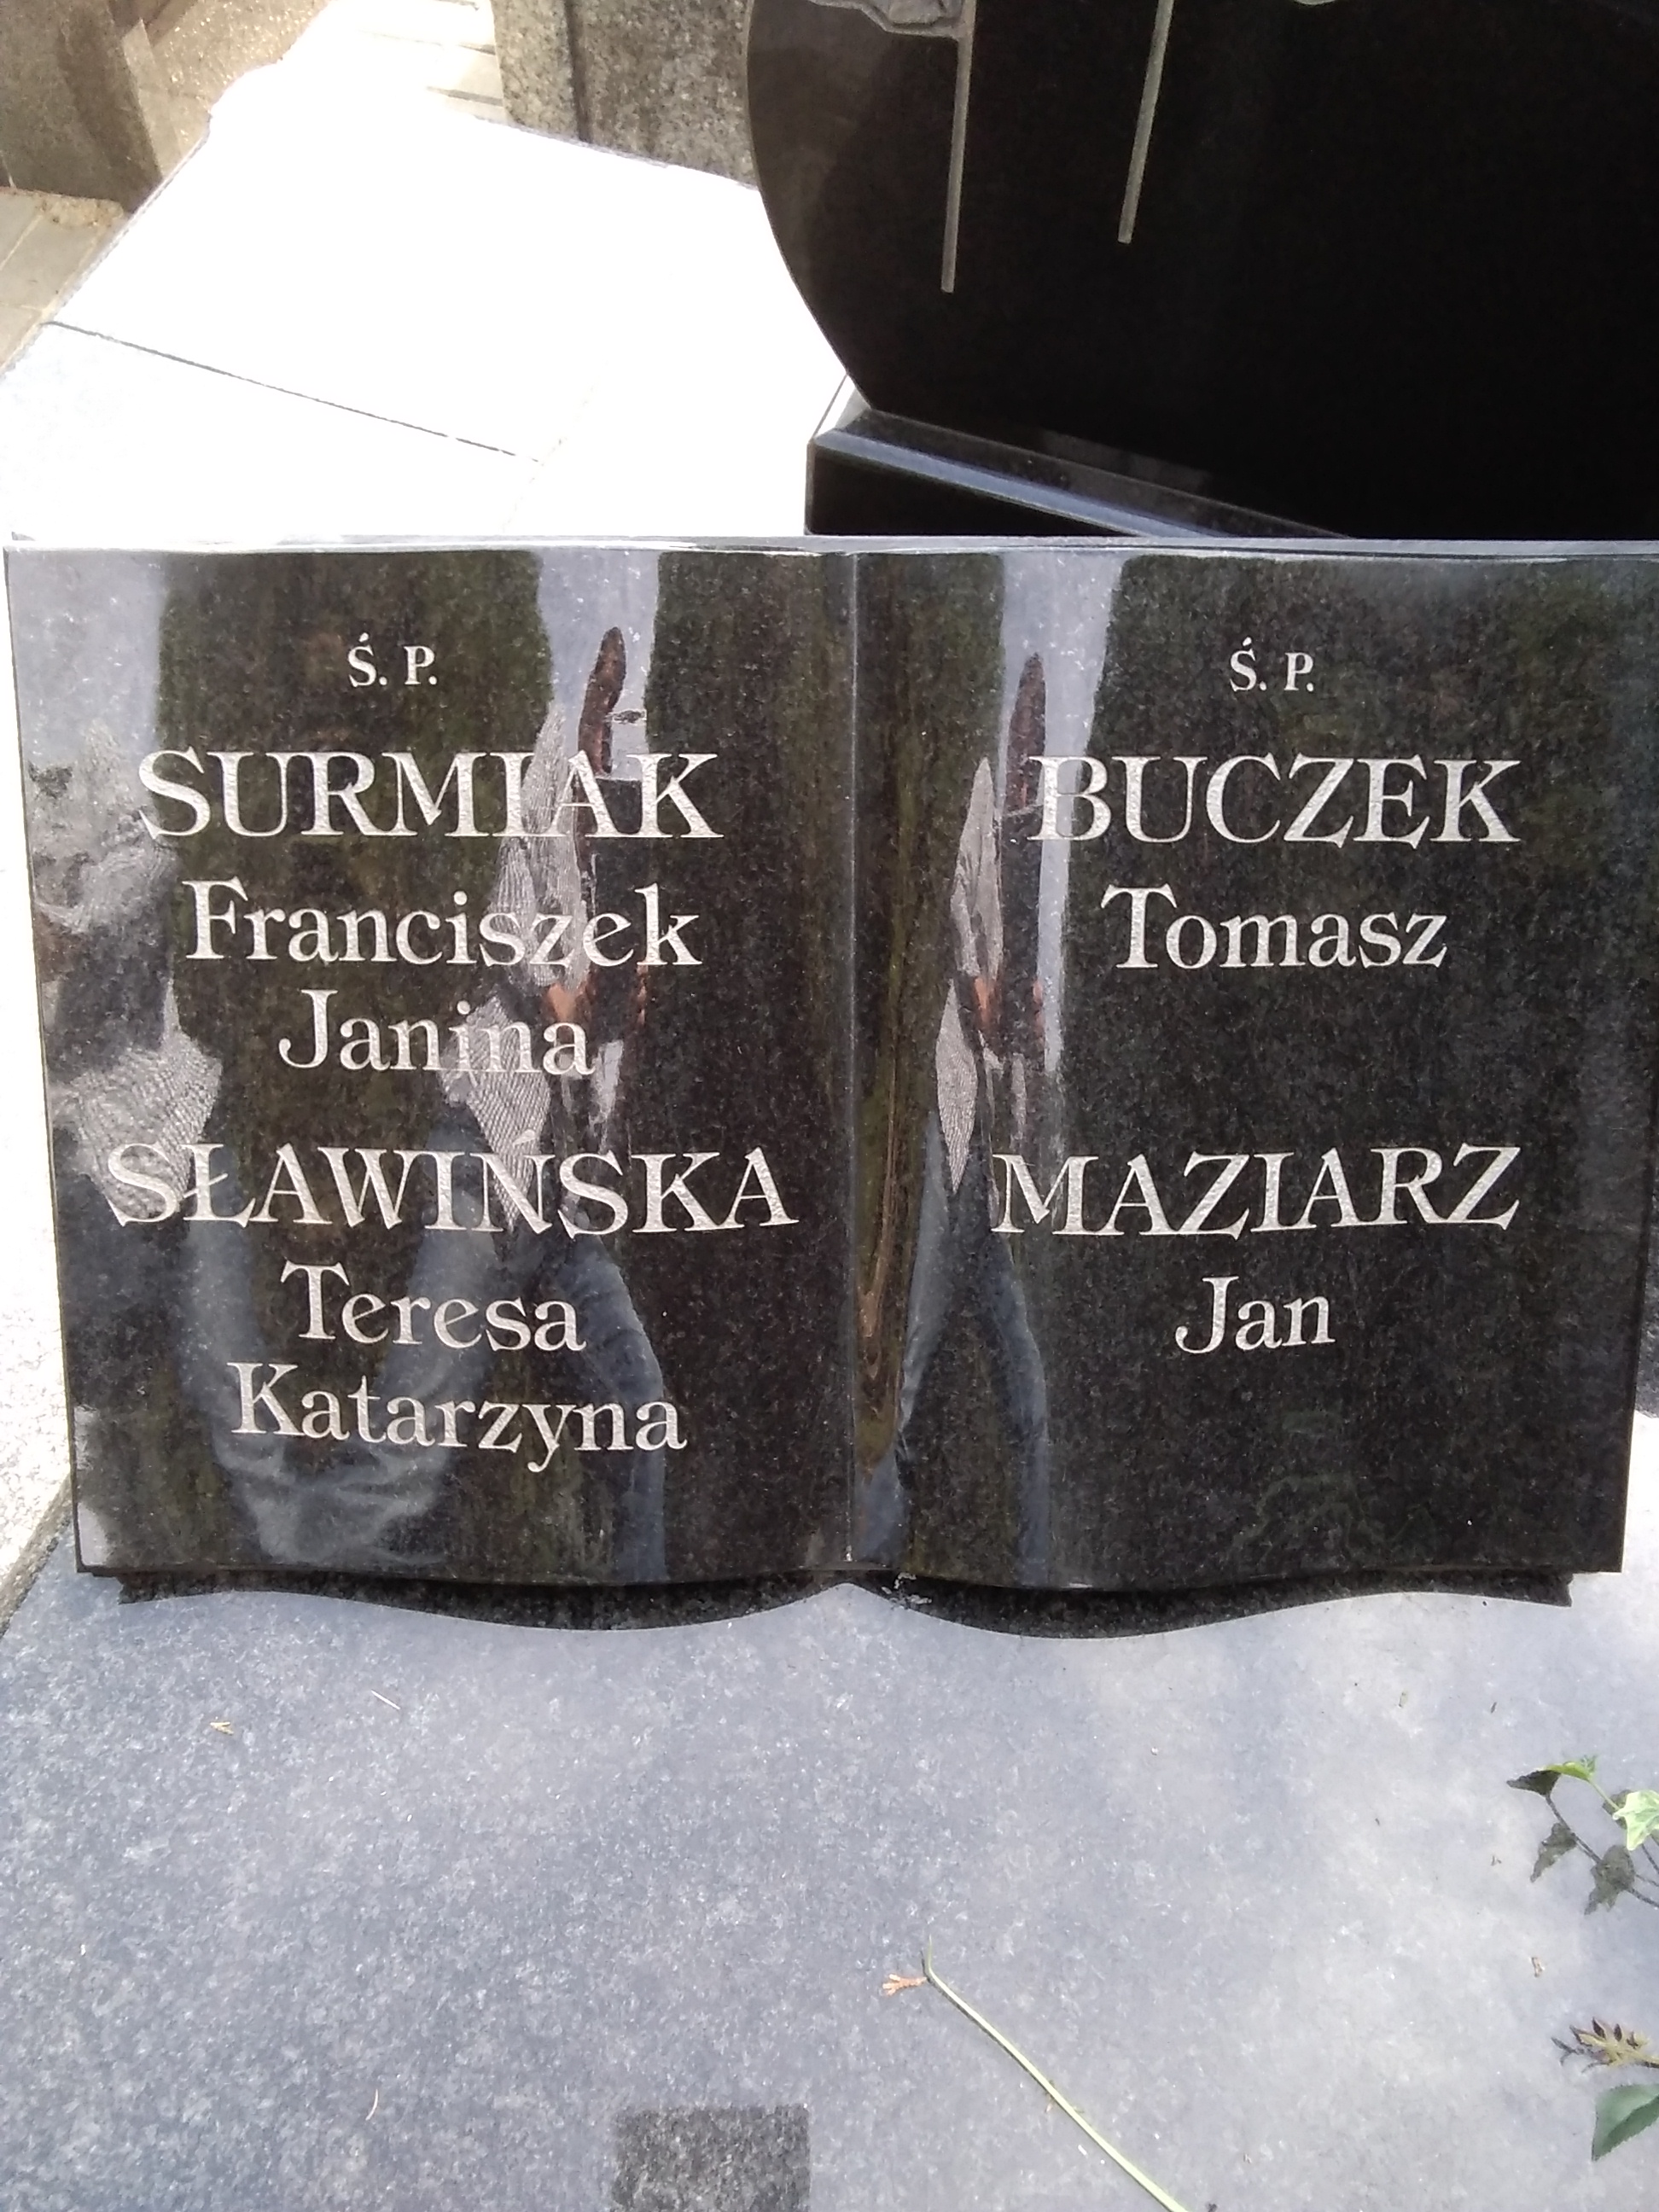 Ś. P.
SURMIAK
Franciszek
Janina
SŁAWIŃSKA
Teresa
Katarzyna
Ś. P.
BUCZEK
Tomasz
MAZIARZ
Jan